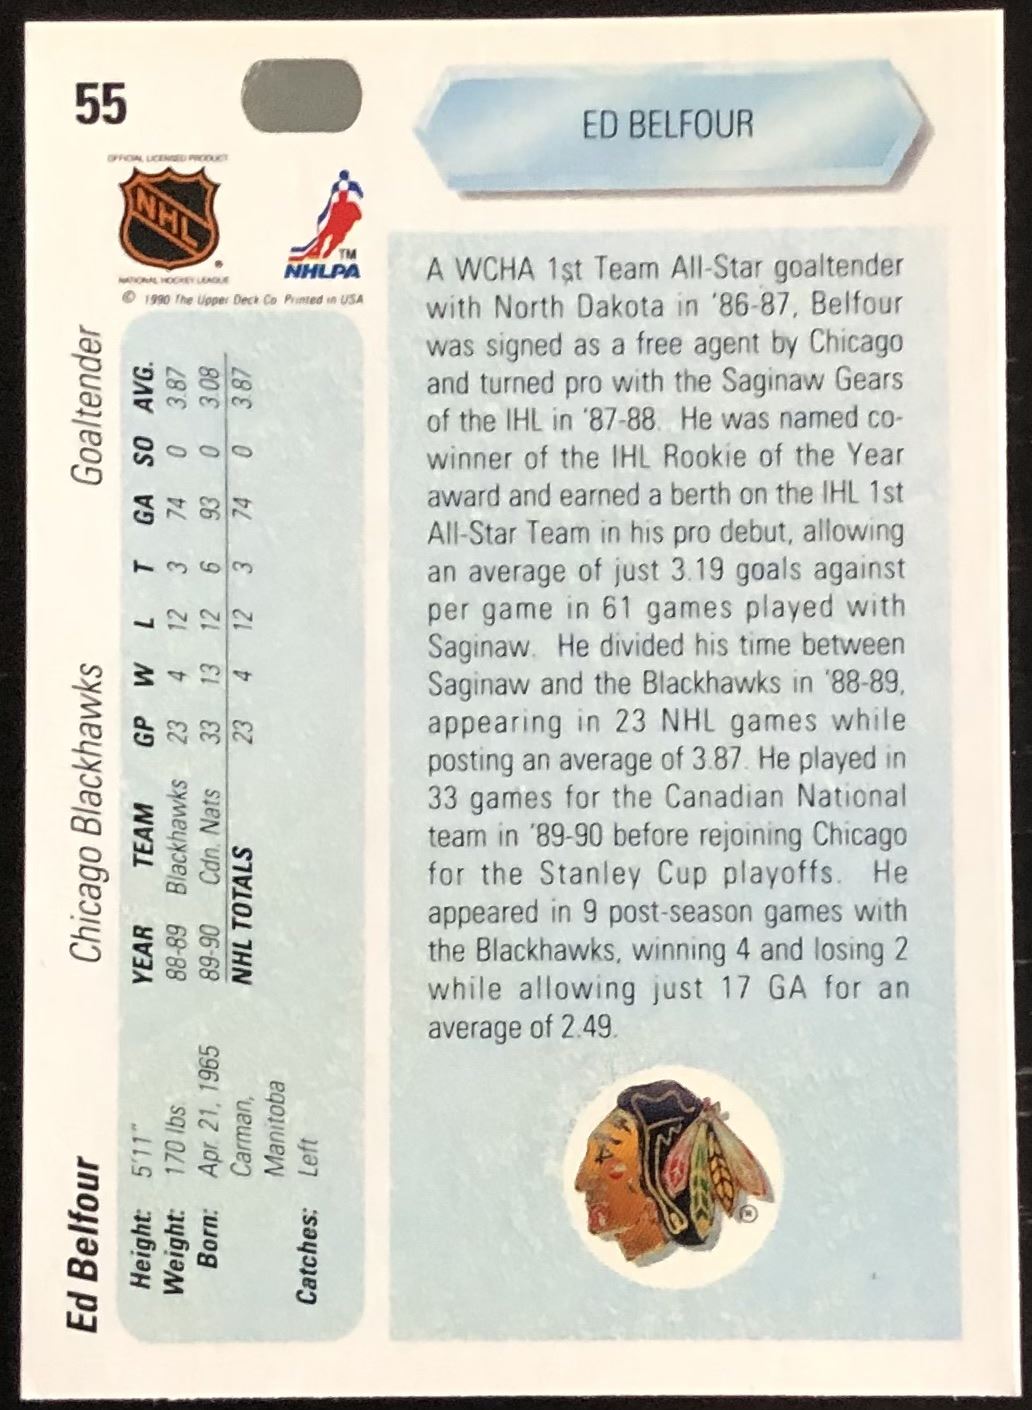 55
OFFICIAL LICENSED PRODUCT
NHL
®
NATIONAL HOCKEY LEAGUE
TM
NHLPA
© 1990 The Upper Deck Co. Printed in USA
ED BELFOUR
A WCHA 1st Team All-Star goaltender
with North Dakota in '86-87, Belfour
was signed as a free agent by Chicago
and turned pro with the Saginaw Gears
of the IHL in '87-88. He was named co-
winner of the IHL Rookie of the Year
award and earned a berth on the IHL 1st
All-Star Team in his pro debut, allowing
an average of just 3.19 goals against
per game in 61 games played with
Saginaw. He divided his time between
Saginaw and the Blackhawks in '88-89,
appearing in 23 NHL games while
posting an average of 3.87. He played in
33 games for the Canadian National
team in '89-90 before rejoining Chicago
for the Stanley Cup playoffs. He
appeared in 9 post-season games with
the Blackhawks, winning 4 and losing 2
while allowing just 17 GA for an
average of 2.49.
®
Ed Belfour Chicago Blackhawks Goaltender
Height: 5'11"
Weight: 170 lbs.
Born: Apr. 21, 1965
Carman,
Manitoba
Catches: Left
YEAR TEAM GP W L T GA SO AVG.
88-89 Blackhawks 23 4 12 3 74 0 3.87
89-90 Cdn. Nats 33 13 12 6 93 0 3.08
NHL TOTALS 23 4 12 3 74 0 3.87